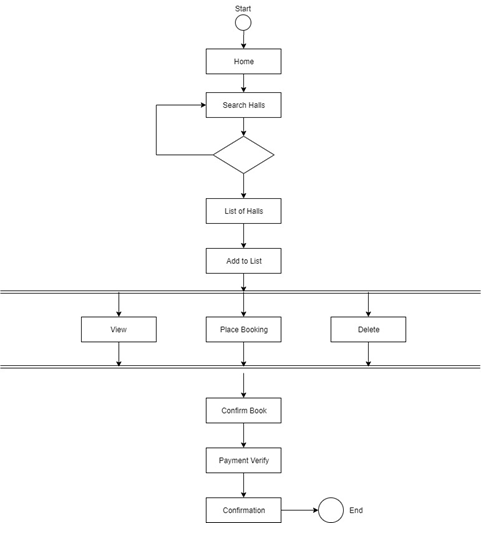 Start
Home
Search Halls
List of Halls
Add to List
View
Place Booking
Delete
Confirm Book
Payment Verify
Confirmation
End